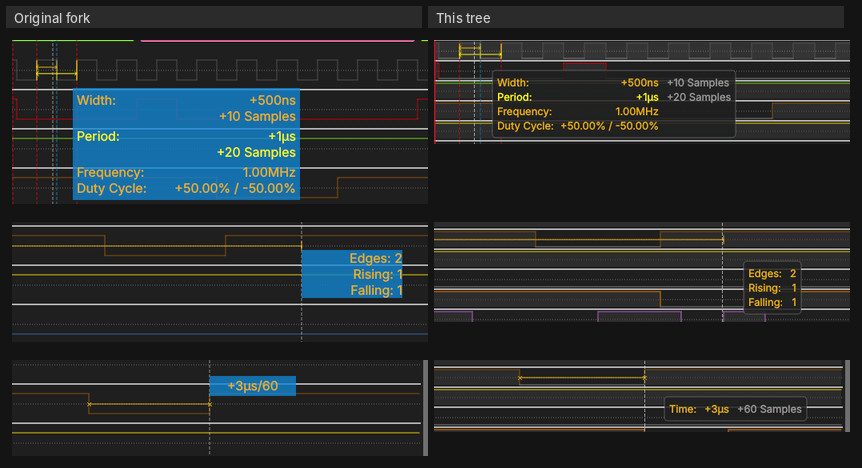 Original fork
This tree
Width: +500ns
+10 Samples
Period: +1µs
+20 Samples
Frequency: 1.00MHz
Duty Cycle: +50.00% / -50.00%
Width: +500ns +10 Samples
Period: +1µs +20 Samples
Frequency: 1.00MHz
Duty Cycle: +50.00% / -50.00%
Edges: 2
Rising: 1
Falling: 1
Edges: 2
Rising: 1
Falling: 1
+3µs/60
Time: +3µs +60 Samples